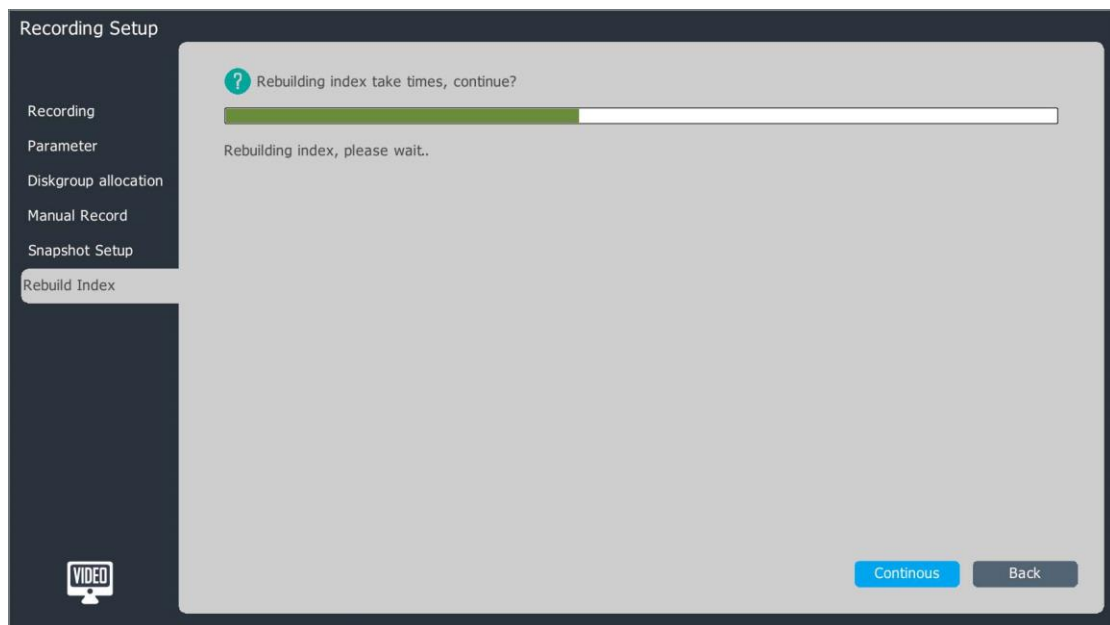 Recording Setup
Rebuilding index take times, continue?
Recording
Parameter
Rebuilding index, please wait..
Diskgroup allocation
Manual Record
Snapshot Setup
Rebuild Index
VIDEO
Continous
Back